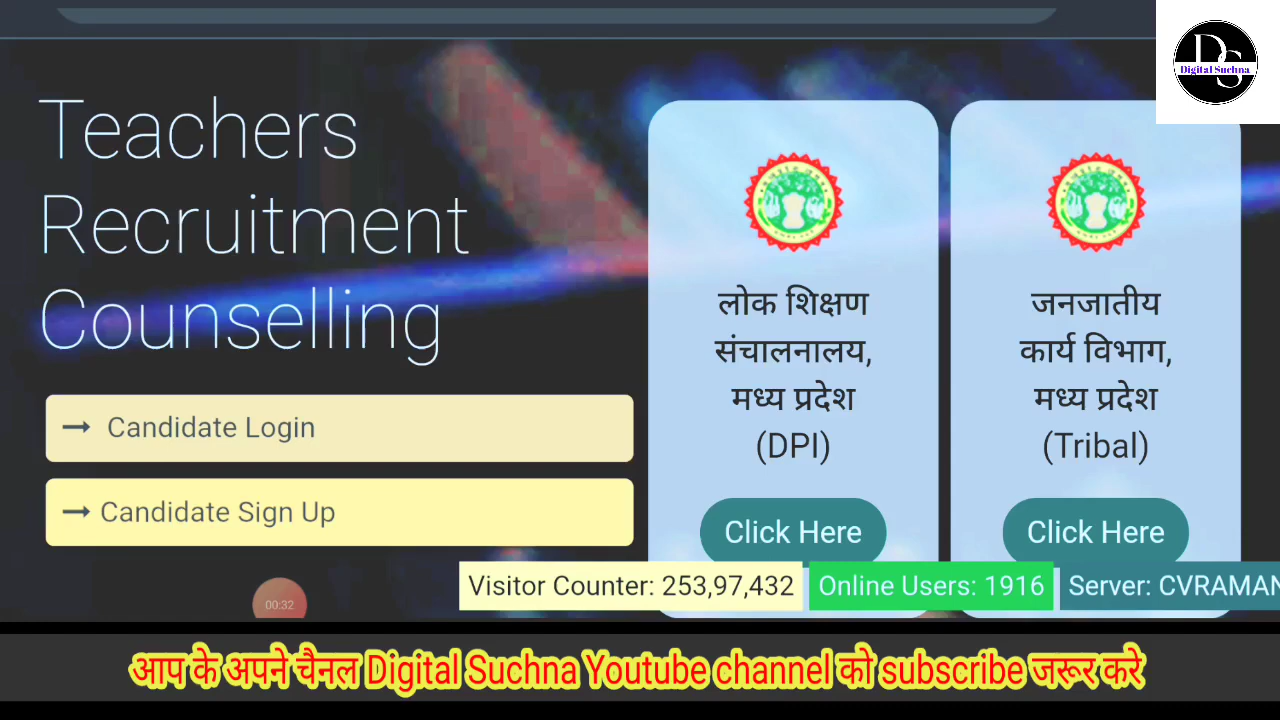 DS
Digital Suchna
Teachers
Recruitment
Counselling
→ Candidate Login
→ Candidate Sign Up
लोक शिक्षण
संचालनालय,
मध्य प्रदेश
(DPI)
Click Here
जनजातीय
कार्य विभाग,
मध्य प्रदेश
(Tribal)
Click Here
Visitor Counter: 253,97,432
Online Users: 1916
Server: CVRAMAN
00:32
आप के अपने चैनल Digital Suchna Youtube channel को subscribe जरूर करे